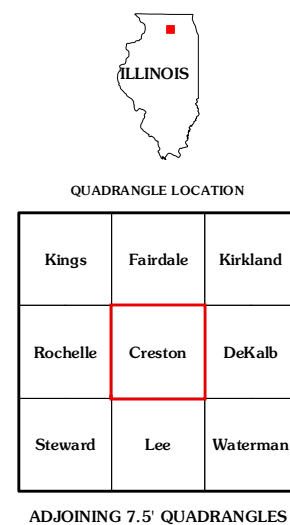 ILLINOIS
QUADRANGLE LOCATION
Kings Fairdale Kirkland
Rochelle Creston DeKalb
Steward Lee Waterman
ADJOINING 7.5' QUADRANGLES